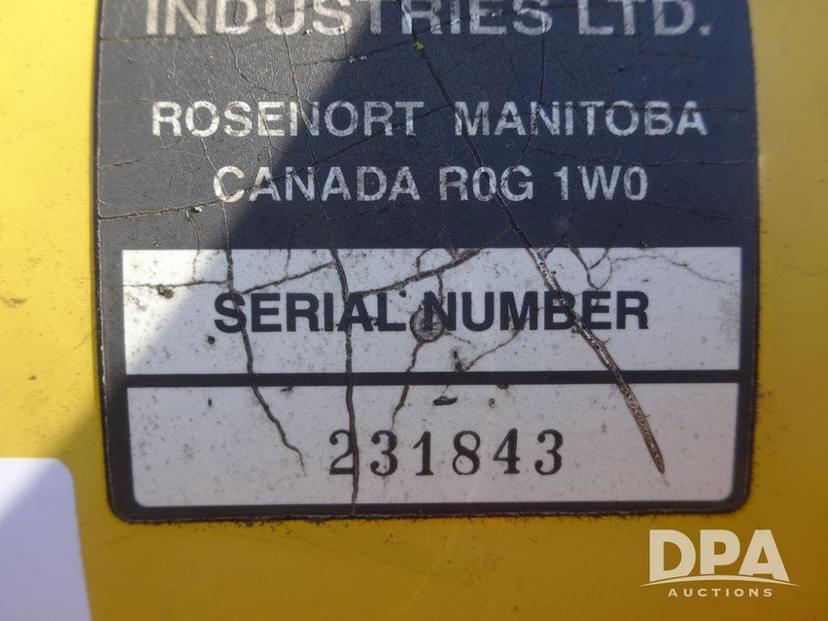 INDUSTRIES LTD.
ROSENORT MANITOBA
CANADA R0G 1W0
SERIAL NUMBER
231843
DPA
AUCTIONS